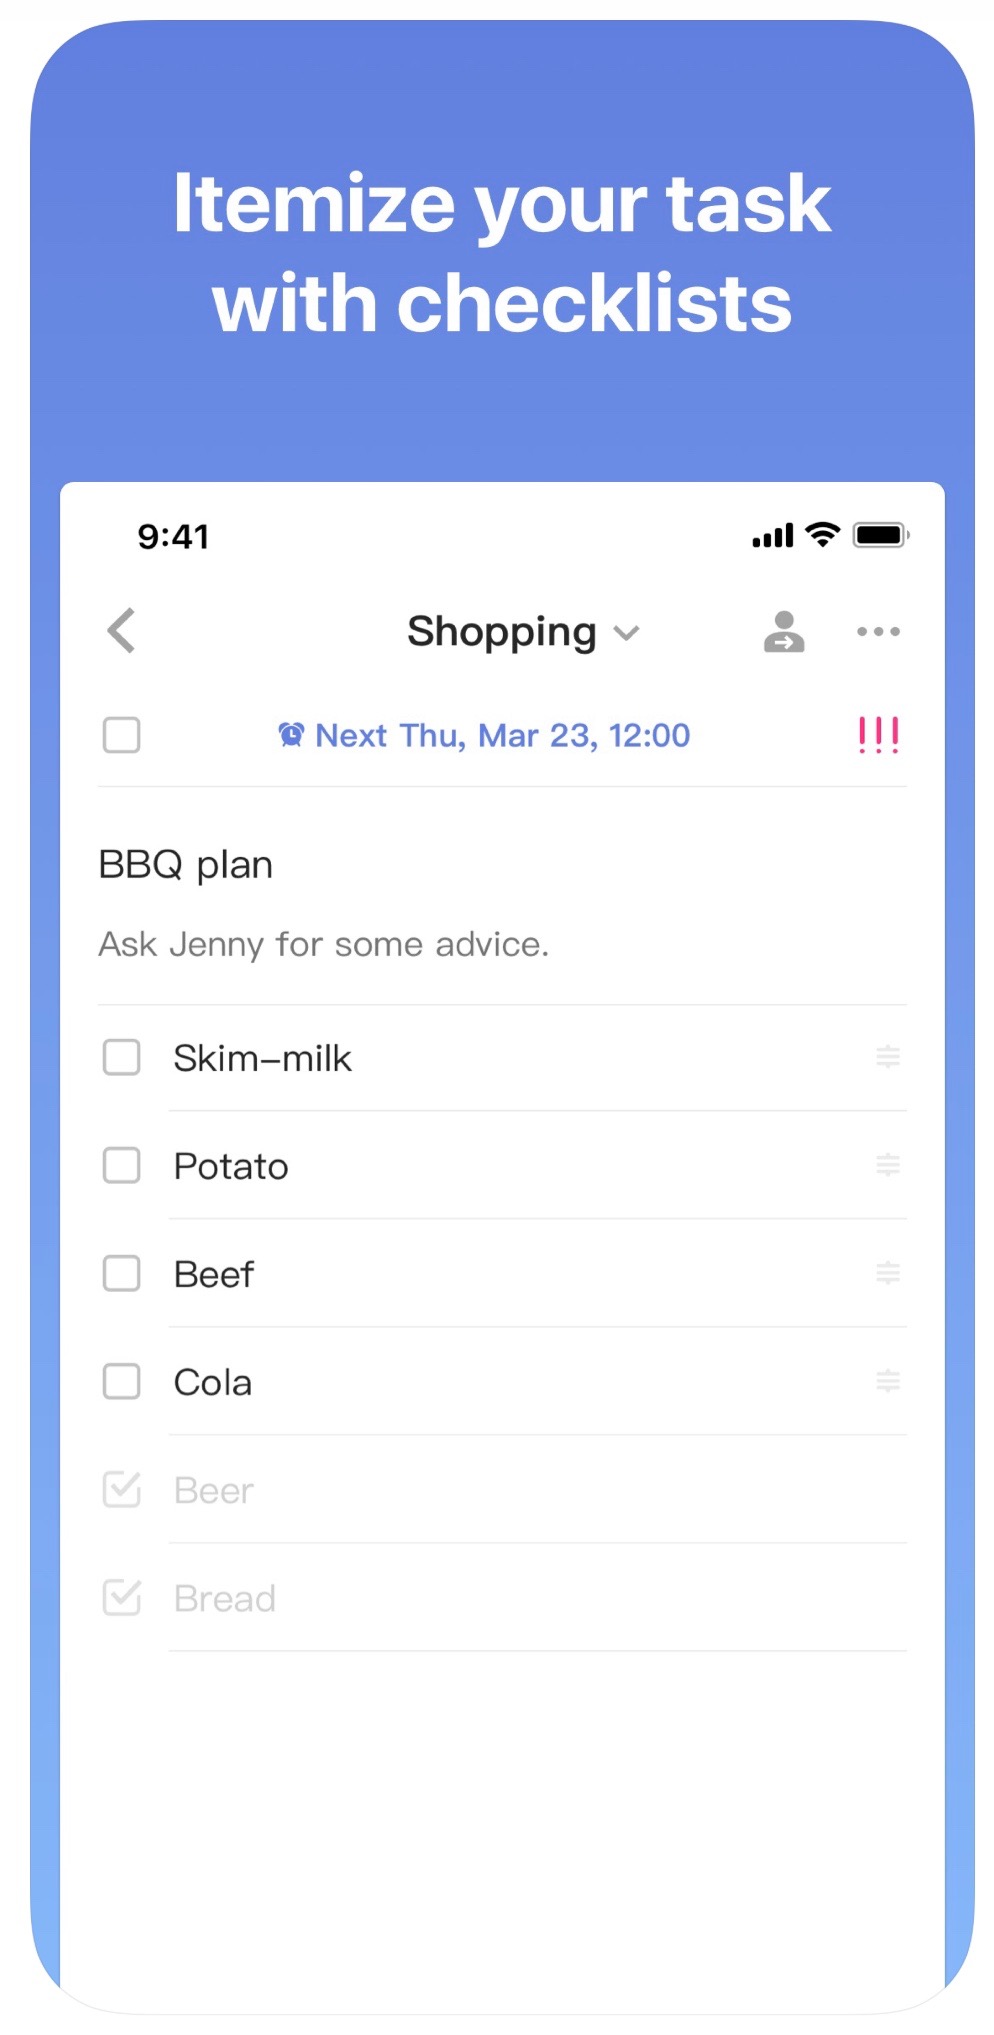 Itemize your task
with checklists
9:41
Shopping
Next Thu, Mar 23, 12:00
!!!
BBQ plan
Ask Jenny for some advice.
Skim–milk
Potato
Beef
Cola
Beer
Bread